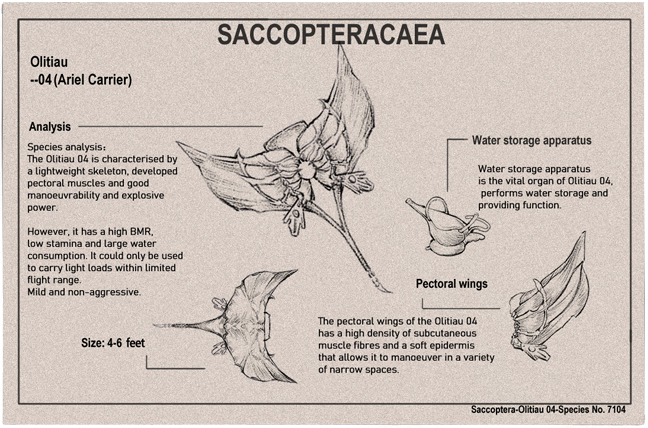 SACCOPTERACAEA
Olitiau
--04 (Ariel Carrier)
Analysis
Species analysis:
The Olitiau 04 is characterised by
a lightweight skeleton, developed
pectoral muscles and good
manoeuvrability and explosive
power.
However, it has a high BMR,
low stamina and large water
consumption. It could only be used
to carry light loads within limited
flight range.
Mild and non-aggressive.
Water storage apparatus
Water storage apparatus
is the vital organ of Olitiau 04,
performs water storage and
providing function.
Pectoral wings
The pectoral wings of the Olitiau 04
has a high density of subcutaneous
muscle fibres and a soft epidermis
that allows it to manoeuver in a variety
of narrow spaces.
Size: 4-6 feet
Saccoptera-Olitiau 04-Species No. 7104